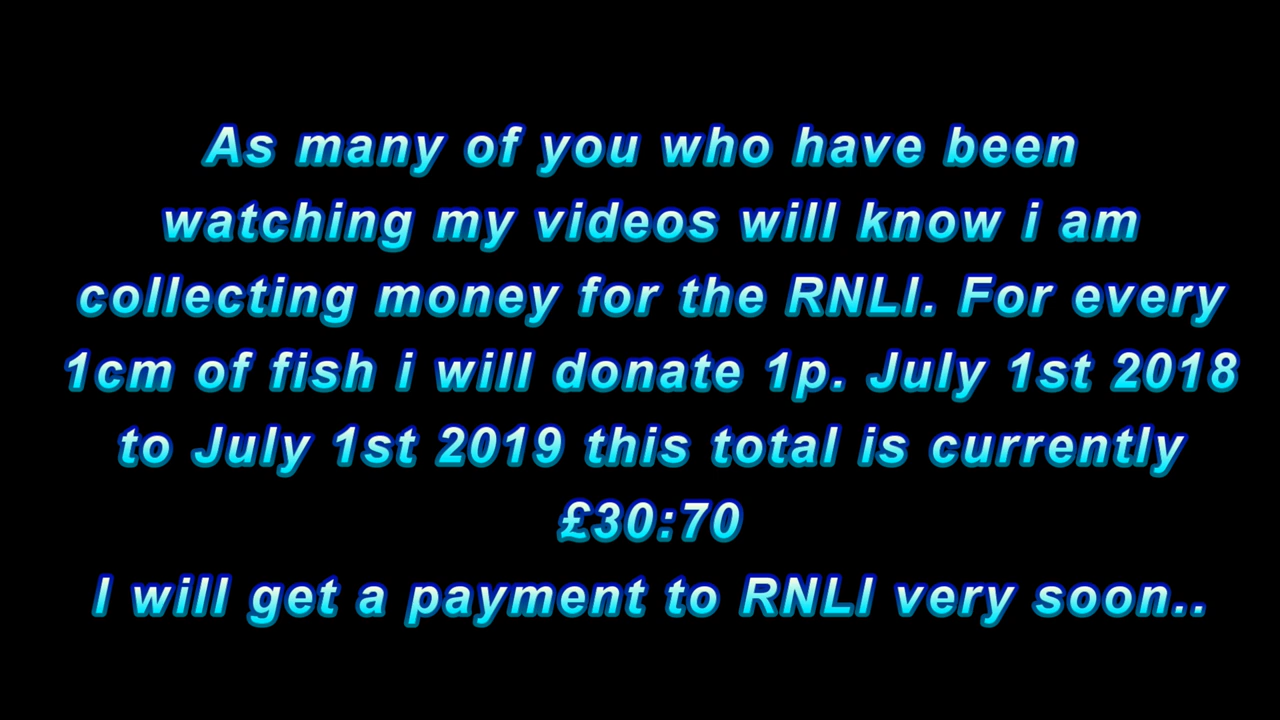 As many of you who have been
watching my videos will know i am
collecting money for the RNLI. For every
1cm of fish i will donate 1p. July 1st 2018
to July 1st 2019 this total is currently
£30:70
I will get a payment to RNLI very soon..